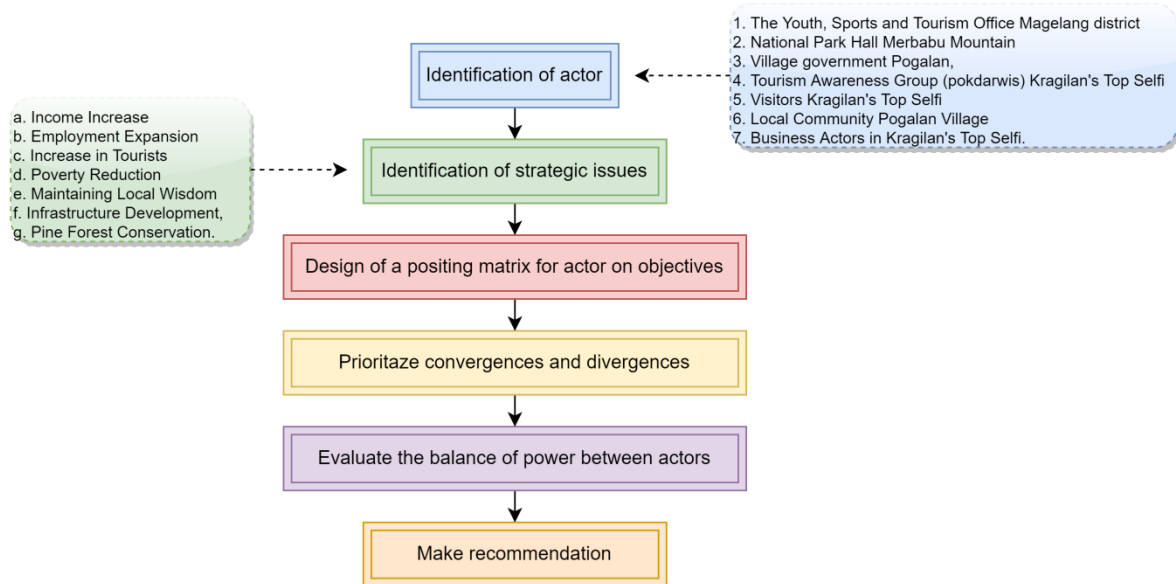 Identification of actor
1. The Youth, Sports and Tourism Office Magelang district
2. National Park Hall Merbabu Mountain
3. Village government Pogalan,
4. Tourism Awareness Group (pokdarwis) Kragilan's Top Selfi
5. Visitors Kragilan's Top Selfi
6. Local Community Pogalan Village
7. Business Actors in Kragilan's Top Selfi.
a. Income Increase
b. Employment Expansion
c. Increase in Tourists
d. Poverty Reduction
e. Maintaining Local Wisdom
f. Infrastructure Development,
g. Pine Forest Conservation.
Identification of strategic issues
Design of a positing matrix for actor on objectives
Prioritaze convergences and divergences
Evaluate the balance of power between actors
Make recommendation